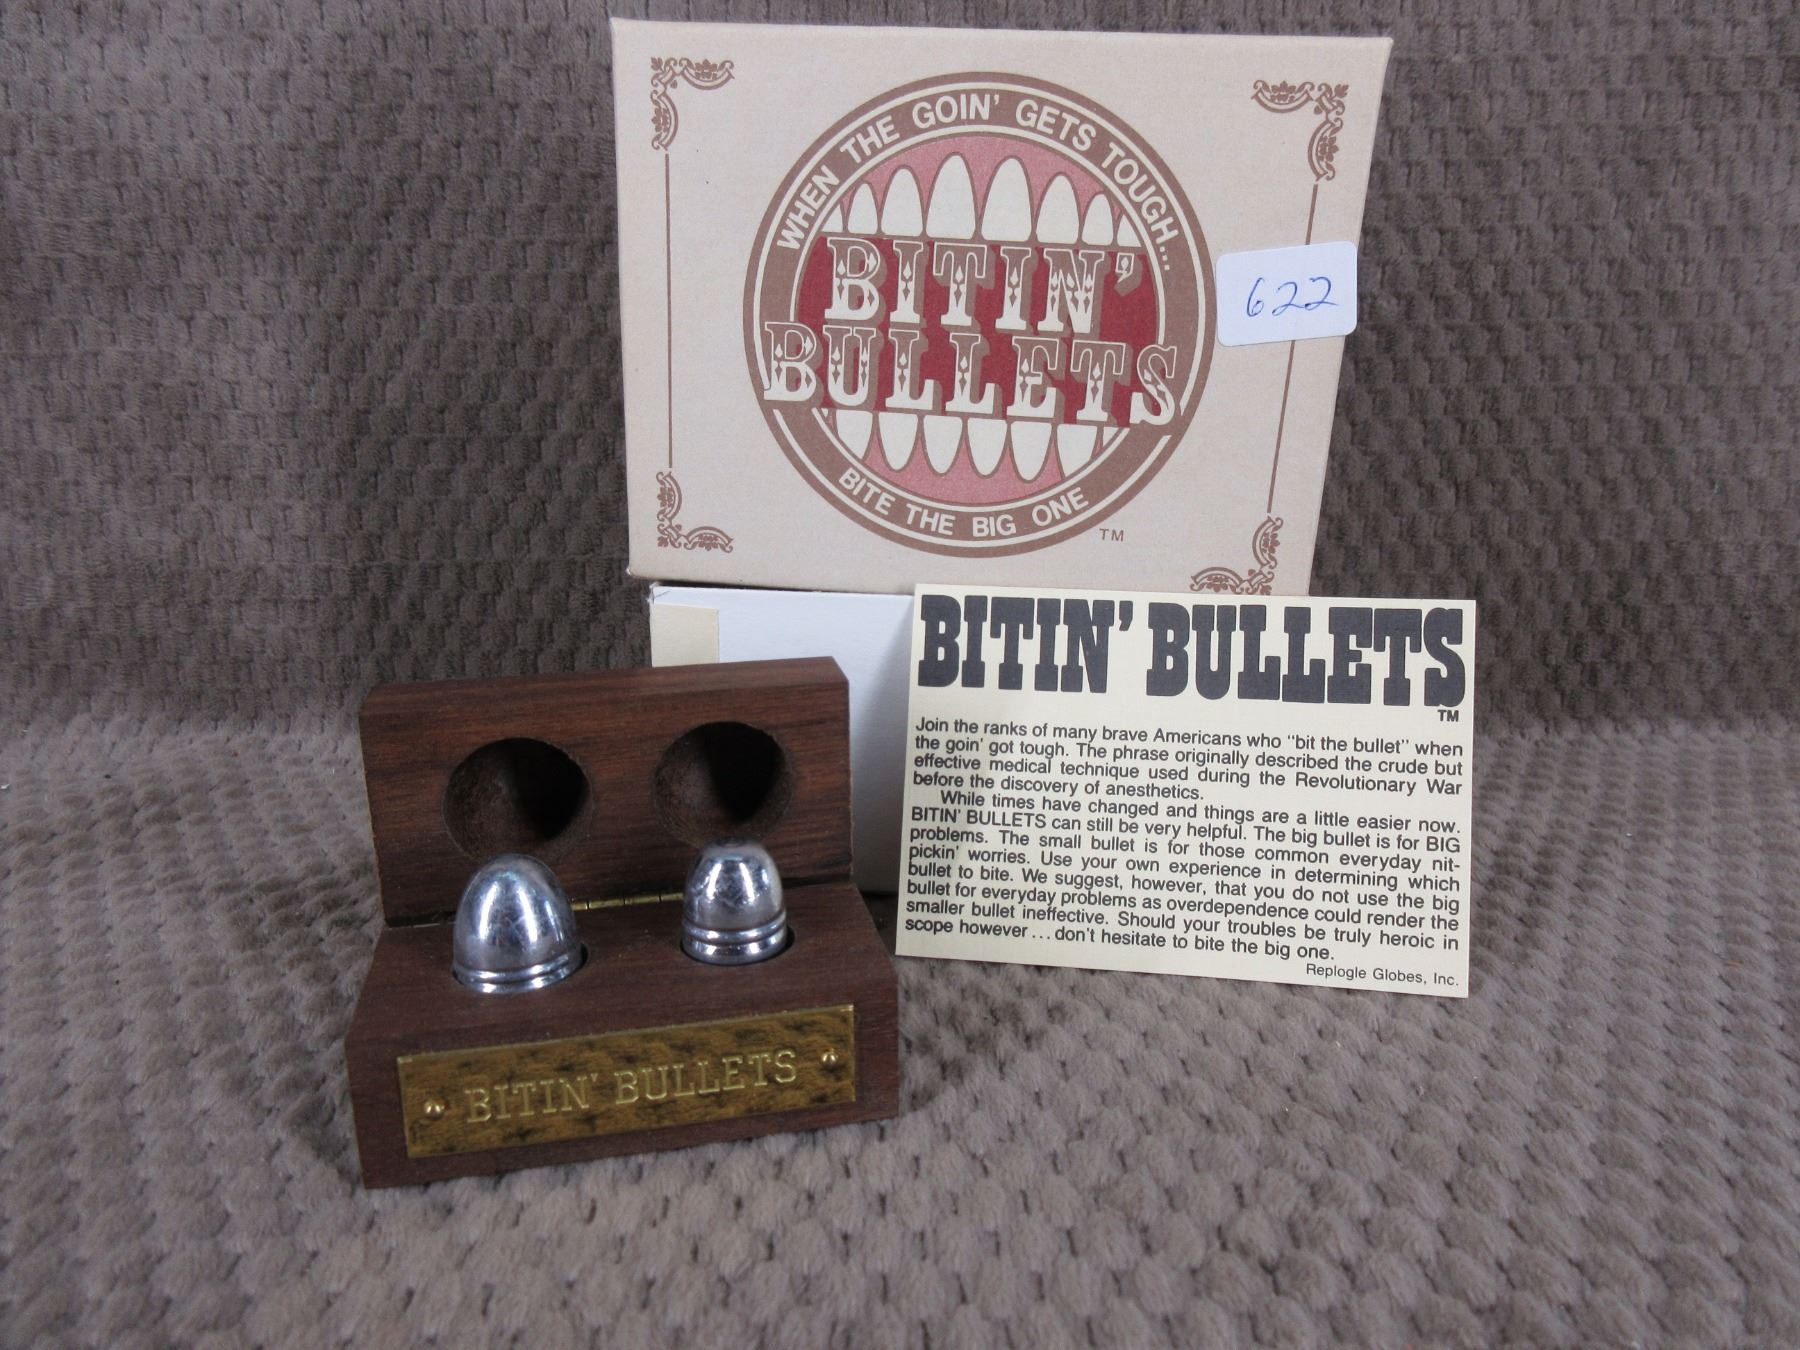 WHEN THE GOIN' GETS TOUGH...
BITIN'
BULLETS
BITE THE BIG ONE
TM
622
BITIN' BULLETS
TM
Join the ranks of many brave Americans who "bit the bullet" when
the goin' got tough. The phrase originally described the crude but
effective medical technique used during the Revolutionary War
before the discovery of anesthetics.
While times have changed and things are a little easier now.
BITIN' BULLETS can still be very helpful. The big bullet is for BIG
problems. The small bullet is for those common everyday nit-
pickin' worries. Use your own experience in determining which
bullet to bite. We suggest, however, that you do not use the big
bullet for everyday problems as overdependence could render the
smaller bullet ineffective. Should your troubles be truly heroic in
scope however...don't hesitate to bite the big one.
Replogle Globes, Inc.
BITIN' BULLETS